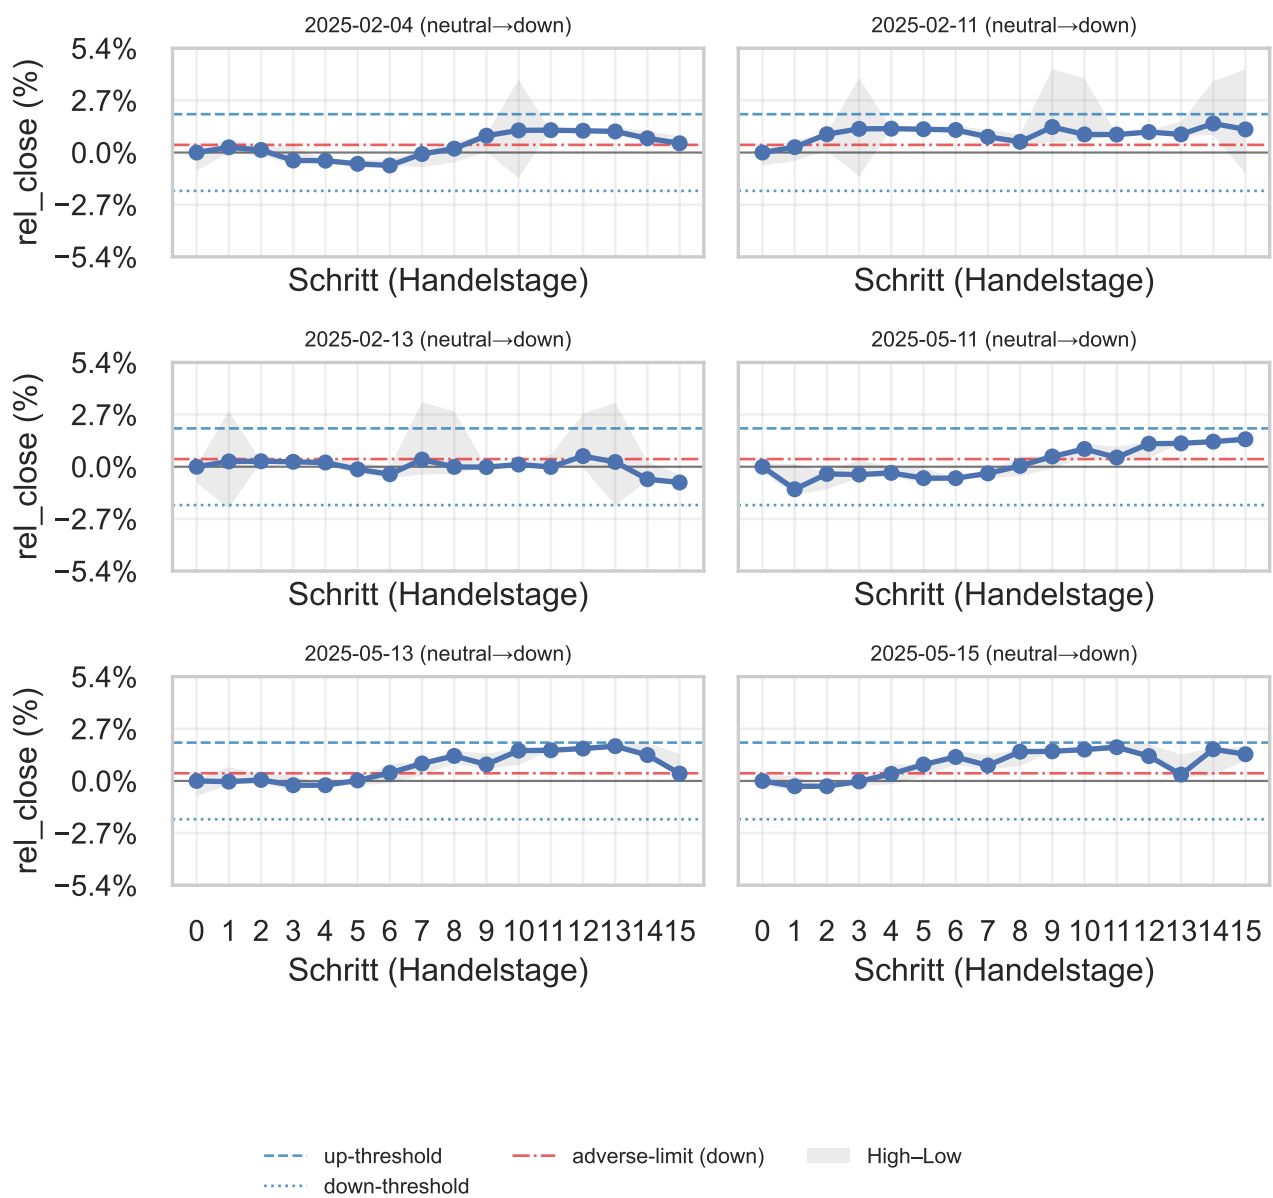 2025-02-04 (neutral→down)
2025-02-11 (neutral→down)
5.4%
2.7%
0.0%
−2.7%
−5.4%
rel_close (%)
Schritt (Handelstage)
Schritt (Handelstage)
2025-02-13 (neutral→down)
2025-05-11 (neutral→down)
5.4%
2.7%
0.0%
−2.7%
−5.4%
rel_close (%)
Schritt (Handelstage)
Schritt (Handelstage)
2025-05-13 (neutral→down)
2025-05-15 (neutral→down)
5.4%
2.7%
0.0%
−2.7%
−5.4%
rel_close (%)
0 1 2 3 4 5 6 7 8 9 10 11 12 13 14 15
0 1 2 3 4 5 6 7 8 9 10 11 12 13 14 15
Schritt (Handelstage)
Schritt (Handelstage)
up-threshold
adverse-limit (down)
High–Low
down-threshold